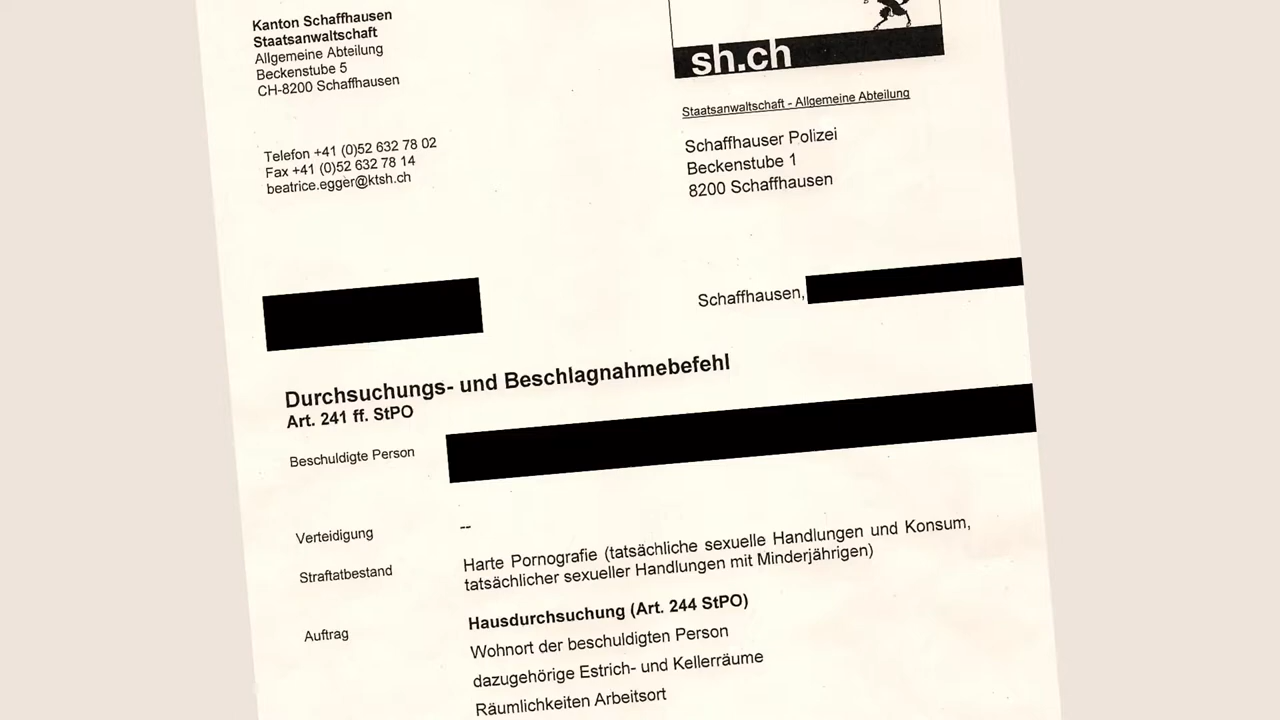 Kanton Schaffhausen
Staatsanwaltschaft
Allgemeine Abteilung
Beckenstube 5
CH-8200 Schaffhausen
Telefon +41 (0)52 632 78 02
Fax +41 (0)52 632 78 14
beatrice.egger@ktsh.ch
sh.ch
Staatsanwaltschaft - Allgemeine Abteilung
Schaffhauser Polizei
Beckenstube 1
8200 Schaffhausen
Schaffhausen,
Durchsuchungs- und Beschlagnahmebefehl
Art. 241 ff. StPO
Beschuldigte Person
Verteidigung --
Straftatbestand Harte Pornografie (tatsächliche sexuelle Handlungen und Konsum,
tatsächlicher sexueller Handlungen mit Minderjährigen)
Auftrag Hausdurchsuchung (Art. 244 StPO)
Wohnort der beschuldigten Person
dazugehörige Estrich- und Kellerräume
Räumlichkeiten Arbeitsort